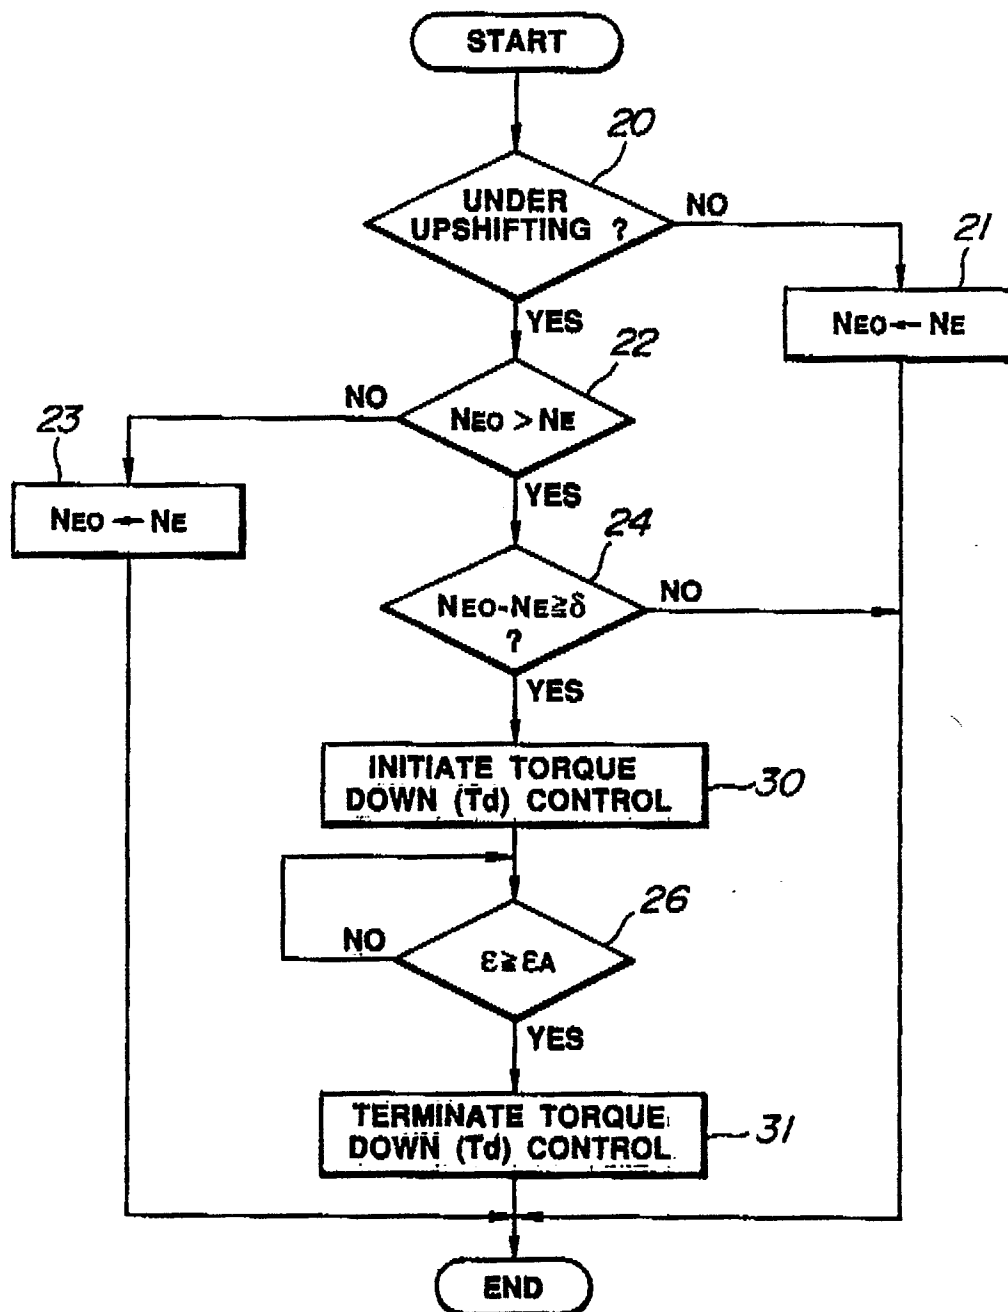 START
20
UNDER
UPSHIFTING ?
NO
21
NEO ← NE
YES
22
NO
NEO > NE
23
NEO ← NE
YES
24
NEO-NE≧δ
?
NO
YES
INITIATE TORQUE
DOWN (Td) CONTROL
30
26
NO
ε≧εA
YES
TERMINATE TORQUE
DOWN (Td) CONTROL
31
END